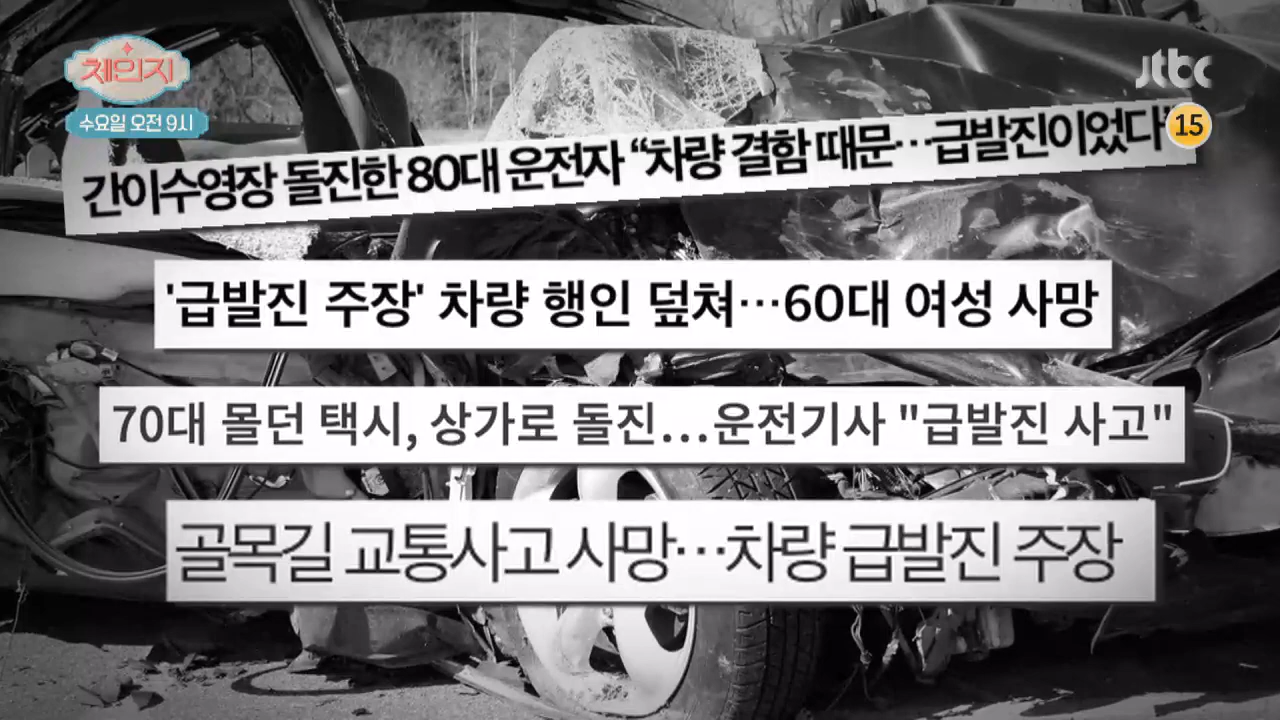 체인지
수요일 오전 9시
jtbc
15
간이수영장 돌진한 80대 운전자 “차량 결함 때문…급발진이었다”
'급발진 주장' 차량 행인 덮쳐…60대 여성 사망
70대 몰던 택시, 상가로 돌진...운전기사 "급발진 사고"
골목길 교통사고 사망…차량 급발진 주장